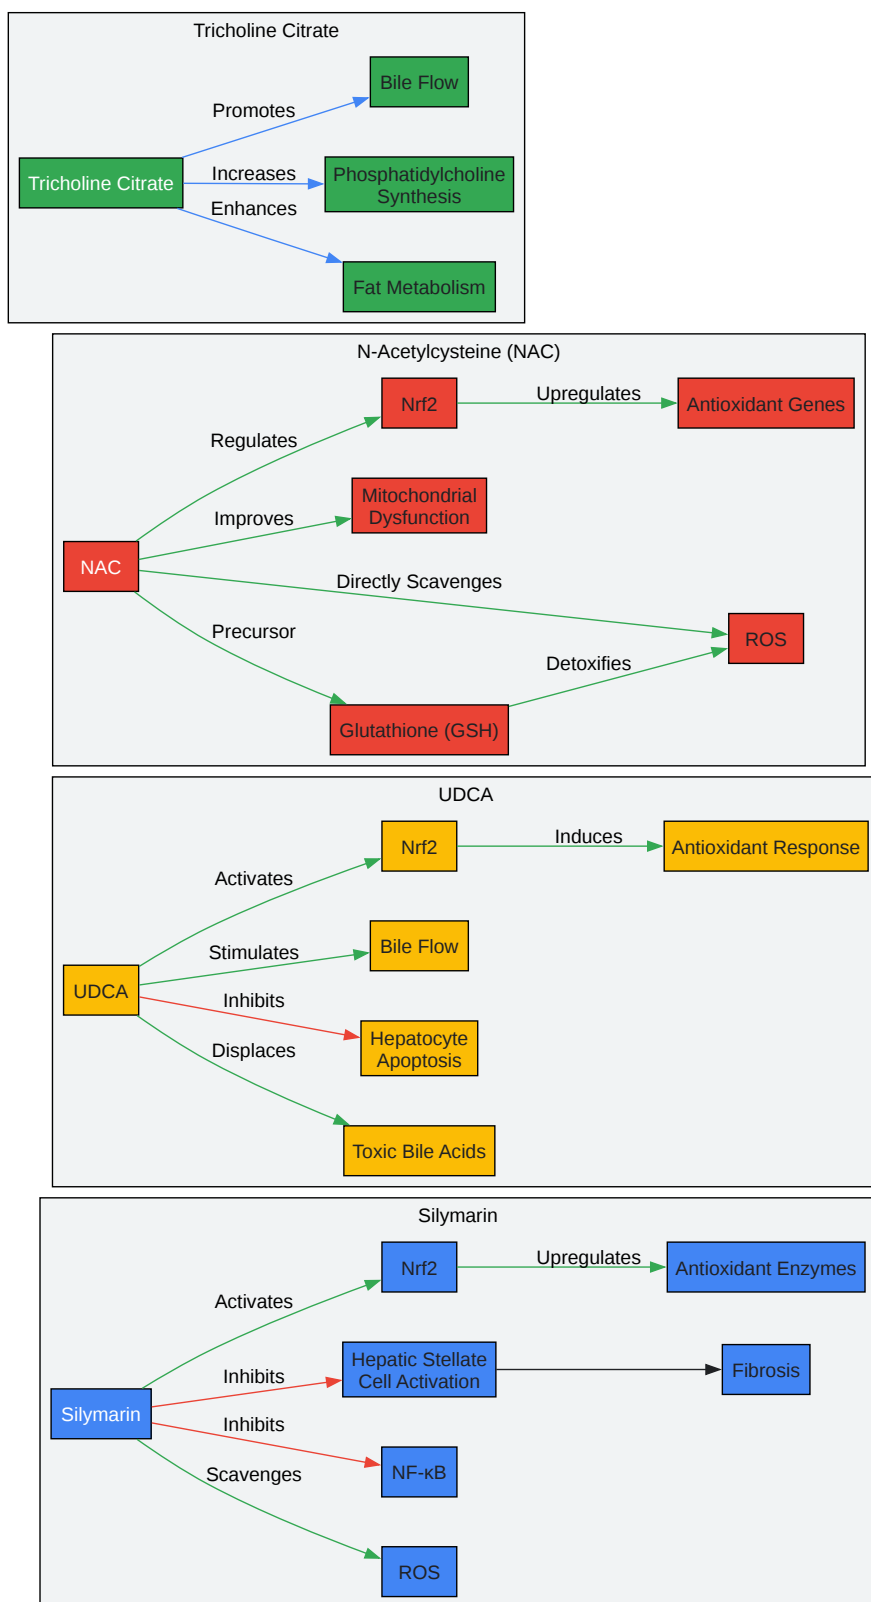 Tricholine Citrate
Bile Flow
Promotes
Tricholine Citrate
Increases
Phosphatidylcholine
Synthesis
Enhances
Fat Metabolism
N-Acetylcysteine (NAC)
Nrf2
Upregulates
Antioxidant Genes
Regulates
Mitochondrial
Dysfunction
Improves
NAC
Directly Scavenges
ROS
Precursor
Detoxifies
Glutathione (GSH)
UDCA
Nrf2
Induces
Antioxidant Response
Activates
Bile Flow
Stimulates
UDCA
Inhibits
Hepatocyte
Apoptosis
Displaces
Toxic Bile Acids
Silymarin
Nrf2
Upregulates
Antioxidant Enzymes
Activates
Hepatic Stellate
Cell Activation
Fibrosis
Inhibits
Silymarin
Inhibits
NF-κB
Scavenges
ROS